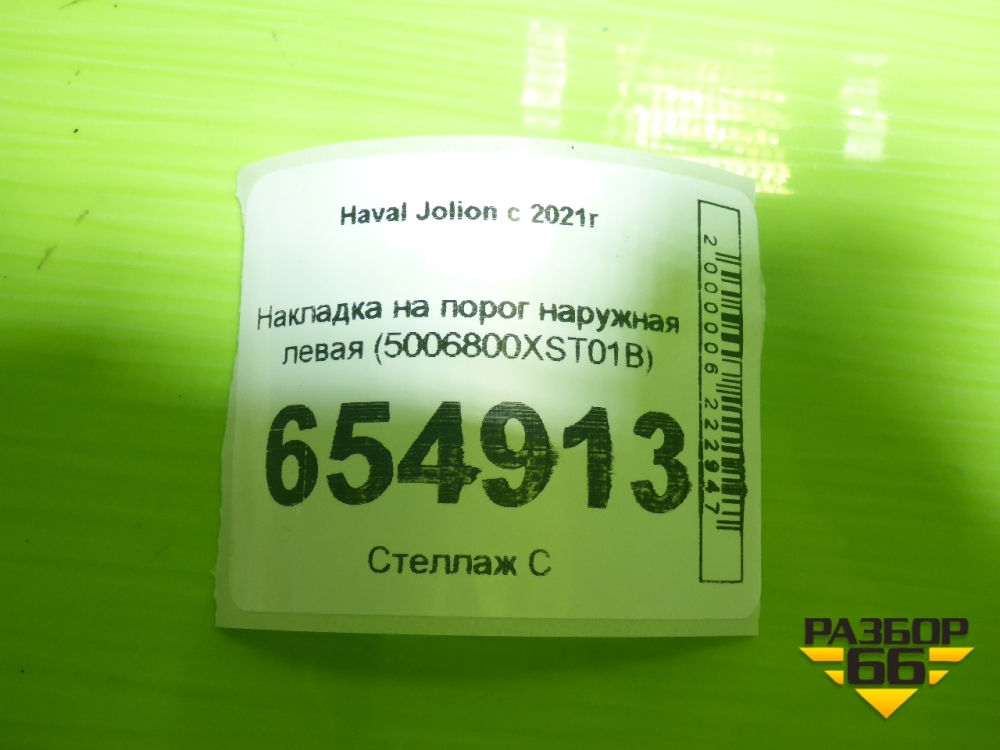 Haval Jolion с 2021г
Накладка на порог наружная
левая (5006800XST01B)
654913
Стеллаж С
2000006222947
РАЗБОР
66